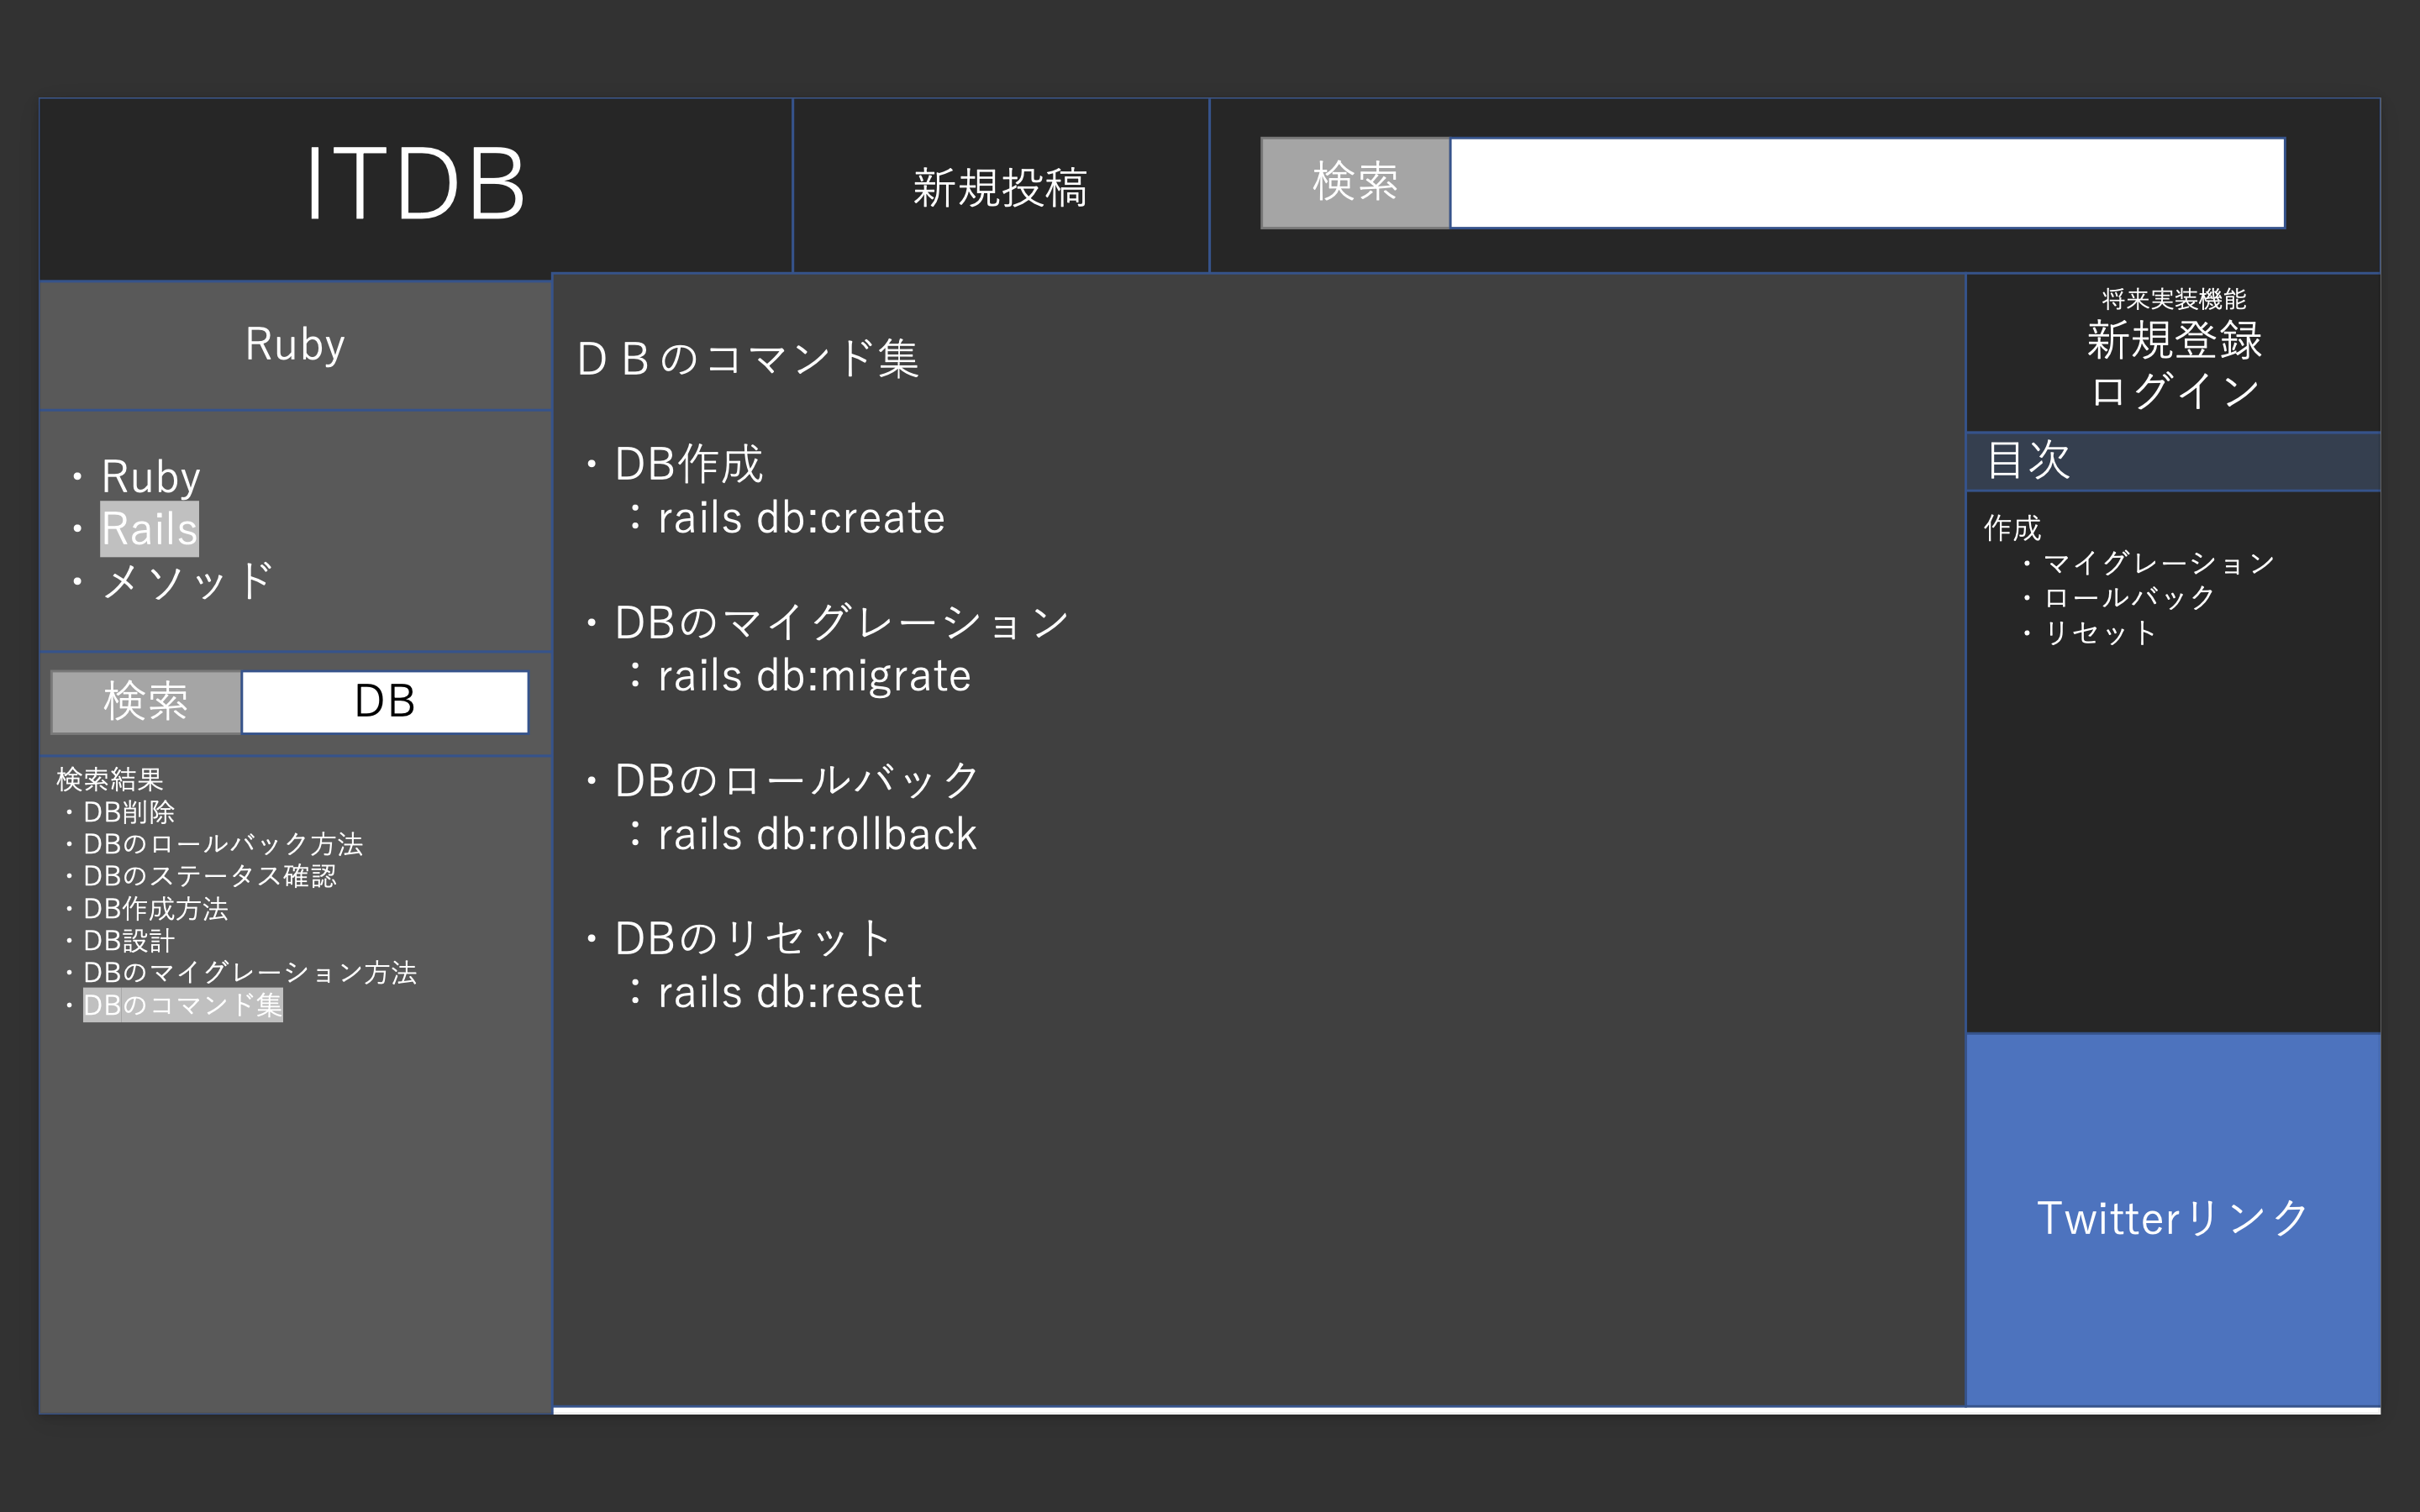 ITDB
新規投稿
検索
Ruby
・Ruby
・Rails
・メソッド
検索
DB
検索結果
・DB削除
・DBのロールバック方法
・DBのステータス確認
・DB作成方法
・DB設計
・DBのマイグレーション方法
・DBのコマンド集
ＤＢのコマンド集
・DB作成
：rails db:create
・DBのマイグレーション
：rails db:migrate
・DBのロールバック
：rails db:rollback
・DBのリセット
：rails db:reset
将来実装機能
新規登録
ログイン
目次
作成
・マイグレーション
・ロールバック
・リセット
Twitterリンク